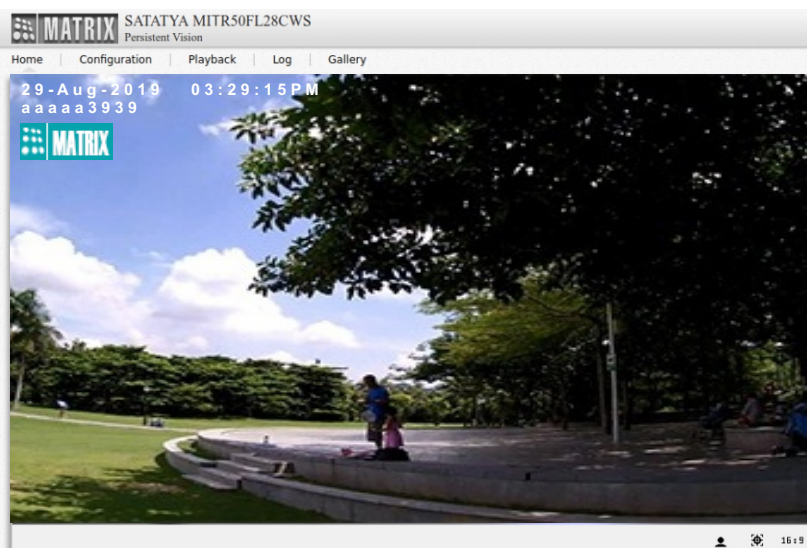 MATRIX SATATYA MITR50FL28CWS
Persistent Vision
Home | Configuration | Playback | Log | Gallery
29-Aug-2019 03:29:15PM
aaaaa3939
MATRIX
16:9